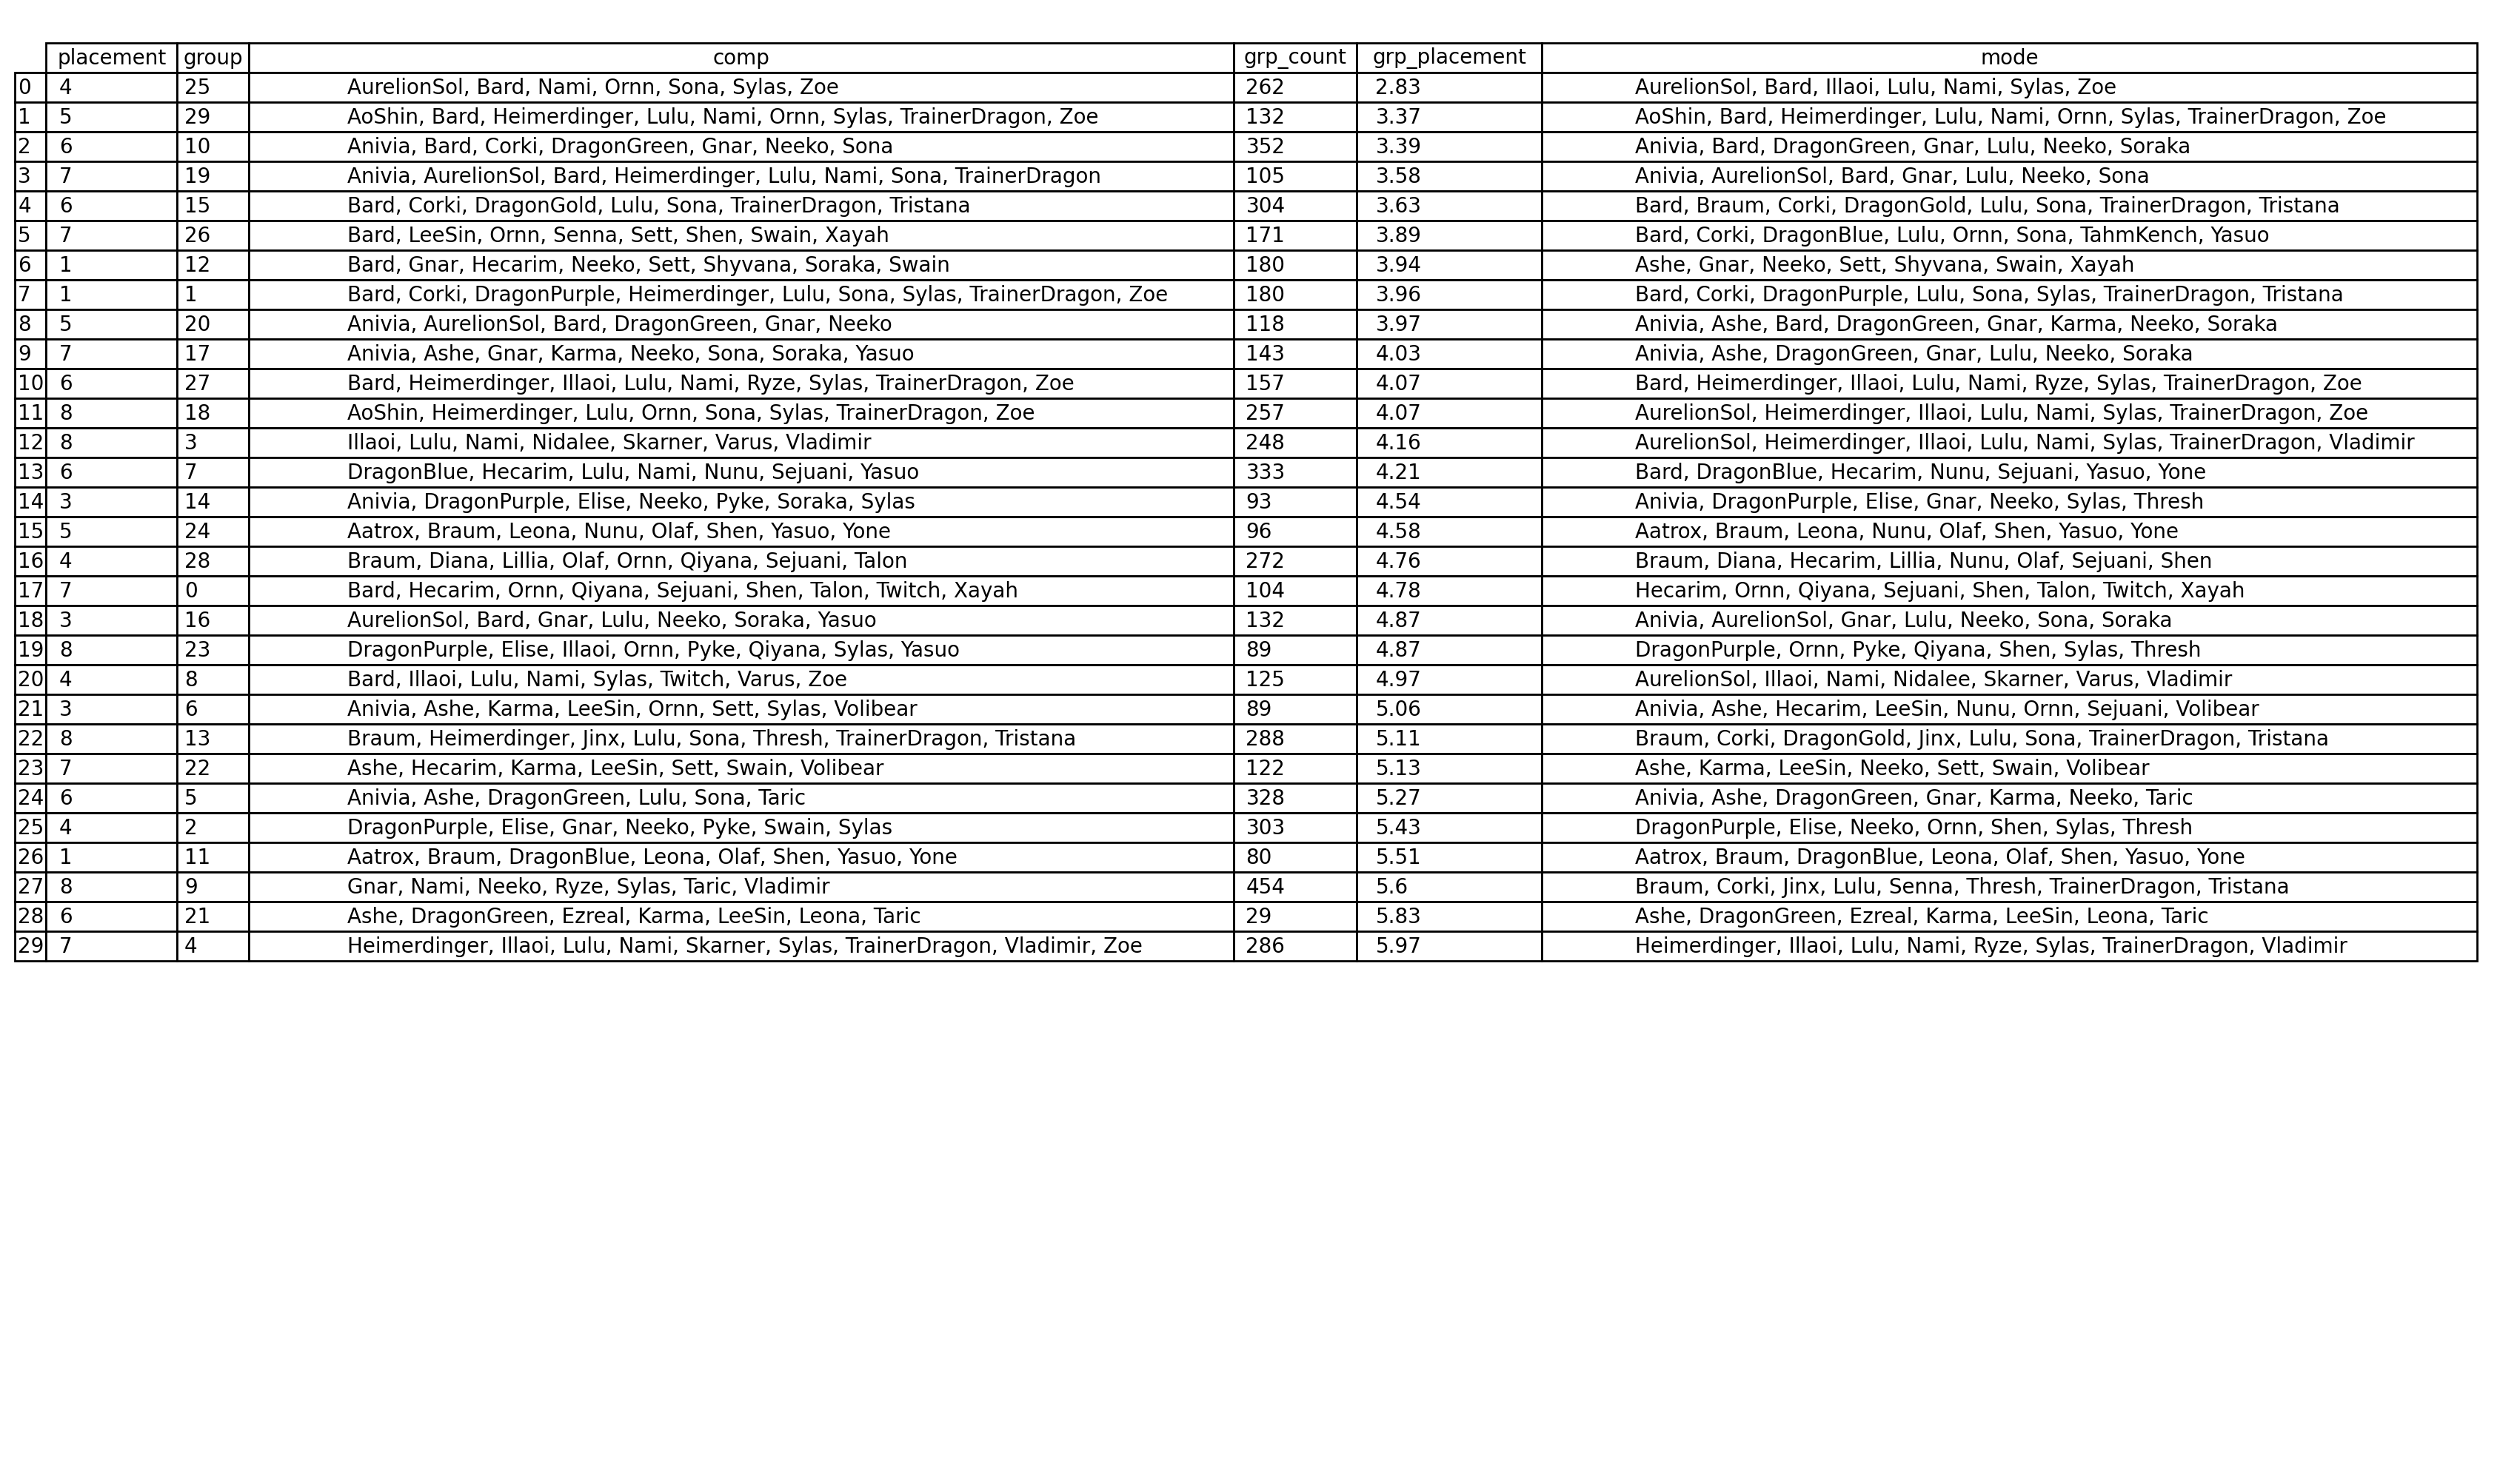 placement group comp grp_count grp_placement mode
0 4 25 AurelionSol, Bard, Nami, Ornn, Sona, Sylas, Zoe 262 2.83 AurelionSol, Bard, Illaoi, Lulu, Nami, Sylas, Zoe
1 5 29 AoShin, Bard, Heimerdinger, Lulu, Nami, Ornn, Sylas, TrainerDragon, Zoe 132 3.37 AoShin, Bard, Heimerdinger, Lulu, Nami, Ornn, Sylas, TrainerDragon, Zoe
2 6 10 Anivia, Bard, Corki, DragonGreen, Gnar, Neeko, Sona 352 3.39 Anivia, Bard, DragonGreen, Gnar, Lulu, Neeko, Soraka
3 7 19 Anivia, AurelionSol, Bard, Heimerdinger, Lulu, Nami, Sona, TrainerDragon 105 3.58 Anivia, AurelionSol, Bard, Gnar, Lulu, Neeko, Sona
4 6 15 Bard, Corki, DragonGold, Lulu, Sona, TrainerDragon, Tristana 304 3.63 Bard, Braum, Corki, DragonGold, Lulu, Sona, TrainerDragon, Tristana
5 7 26 Bard, LeeSin, Ornn, Senna, Sett, Shen, Swain, Xayah 171 3.89 Bard, Corki, DragonBlue, Lulu, Ornn, Sona, TahmKench, Yasuo
6 1 12 Bard, Gnar, Hecarim, Neeko, Sett, Shyvana, Soraka, Swain 180 3.94 Ashe, Gnar, Neeko, Sett, Shyvana, Swain, Xayah
7 1 1 Bard, Corki, DragonPurple, Heimerdinger, Lulu, Sona, Sylas, TrainerDragon, Zoe 180 3.96 Bard, Corki, DragonPurple, Lulu, Sona, Sylas, TrainerDragon, Tristana
8 5 20 Anivia, AurelionSol, Bard, DragonGreen, Gnar, Neeko 118 3.97 Anivia, Ashe, Bard, DragonGreen, Gnar, Karma, Neeko, Soraka
9 7 17 Anivia, Ashe, Gnar, Karma, Neeko, Sona, Soraka, Yasuo 143 4.03 Anivia, Ashe, DragonGreen, Gnar, Lulu, Neeko, Soraka
10 6 27 Bard, Heimerdinger, Illaoi, Lulu, Nami, Ryze, Sylas, TrainerDragon, Zoe 157 4.07 Bard, Heimerdinger, Illaoi, Lulu, Nami, Ryze, Sylas, TrainerDragon, Zoe
11 8 18 AoShin, Heimerdinger, Lulu, Ornn, Sona, Sylas, TrainerDragon, Zoe 257 4.07 AurelionSol, Heimerdinger, Illaoi, Lulu, Nami, Sylas, TrainerDragon, Zoe
12 8 3 Illaoi, Lulu, Nami, Nidalee, Skarner, Varus, Vladimir 248 4.16 AurelionSol, Heimerdinger, Illaoi, Lulu, Nami, Sylas, TrainerDragon, Vladimir
13 6 7 DragonBlue, Hecarim, Lulu, Nami, Nunu, Sejuani, Yasuo 333 4.21 Bard, DragonBlue, Hecarim, Nunu, Sejuani, Yasuo, Yone
14 3 14 Anivia, DragonPurple, Elise, Neeko, Pyke, Soraka, Sylas 93 4.54 Anivia, DragonPurple, Elise, Gnar, Neeko, Sylas, Thresh
15 5 24 Aatrox, Braum, Leona, Nunu, Olaf, Shen, Yasuo, Yone 96 4.58 Aatrox, Braum, Leona, Nunu, Olaf, Shen, Yasuo, Yone
16 4 28 Braum, Diana, Lillia, Olaf, Ornn, Qiyana, Sejuani, Talon 272 4.76 Braum, Diana, Hecarim, Lillia, Nunu, Olaf, Sejuani, Shen
17 7 0 Bard, Hecarim, Ornn, Qiyana, Sejuani, Shen, Talon, Twitch, Xayah 104 4.78 Hecarim, Ornn, Qiyana, Sejuani, Shen, Talon, Twitch, Xayah
18 3 16 AurelionSol, Bard, Gnar, Lulu, Neeko, Soraka, Yasuo 132 4.87 Anivia, AurelionSol, Gnar, Lulu, Neeko, Sona, Soraka
19 8 23 DragonPurple, Elise, Illaoi, Ornn, Pyke, Qiyana, Sylas, Yasuo 89 4.87 DragonPurple, Ornn, Pyke, Qiyana, Shen, Sylas, Thresh
20 4 8 Bard, Illaoi, Lulu, Nami, Sylas, Twitch, Varus, Zoe 125 4.97 AurelionSol, Illaoi, Nami, Nidalee, Skarner, Varus, Vladimir
21 3 6 Anivia, Ashe, Karma, LeeSin, Ornn, Sett, Sylas, Volibear 89 5.06 Anivia, Ashe, Hecarim, LeeSin, Nunu, Ornn, Sejuani, Volibear
22 8 13 Braum, Heimerdinger, Jinx, Lulu, Sona, Thresh, TrainerDragon, Tristana 288 5.11 Braum, Corki, DragonGold, Jinx, Lulu, Sona, TrainerDragon, Tristana
23 7 22 Ashe, Hecarim, Karma, LeeSin, Sett, Swain, Volibear 122 5.13 Ashe, Karma, LeeSin, Neeko, Sett, Swain, Volibear
24 6 5 Anivia, Ashe, DragonGreen, Lulu, Sona, Taric 328 5.27 Anivia, Ashe, DragonGreen, Gnar, Karma, Neeko, Taric
25 4 2 DragonPurple, Elise, Gnar, Neeko, Pyke, Swain, Sylas 303 5.43 DragonPurple, Elise, Neeko, Ornn, Shen, Sylas, Thresh
26 1 11 Aatrox, Braum, DragonBlue, Leona, Olaf, Shen, Yasuo, Yone 80 5.51 Aatrox, Braum, DragonBlue, Leona, Olaf, Shen, Yasuo, Yone
27 8 9 Gnar, Nami, Neeko, Ryze, Sylas, Taric, Vladimir 454 5.6 Braum, Corki, Jinx, Lulu, Senna, Thresh, TrainerDragon, Tristana
28 6 21 Ashe, DragonGreen, Ezreal, Karma, LeeSin, Leona, Taric 29 5.83 Ashe, DragonGreen, Ezreal, Karma, LeeSin, Leona, Taric
29 7 4 Heimerdinger, Illaoi, Lulu, Nami, Skarner, Sylas, TrainerDragon, Vladimir, Zoe 286 5.97 Heimerdinger, Illaoi, Lulu, Nami, Ryze, Sylas, TrainerDragon, Vladimir